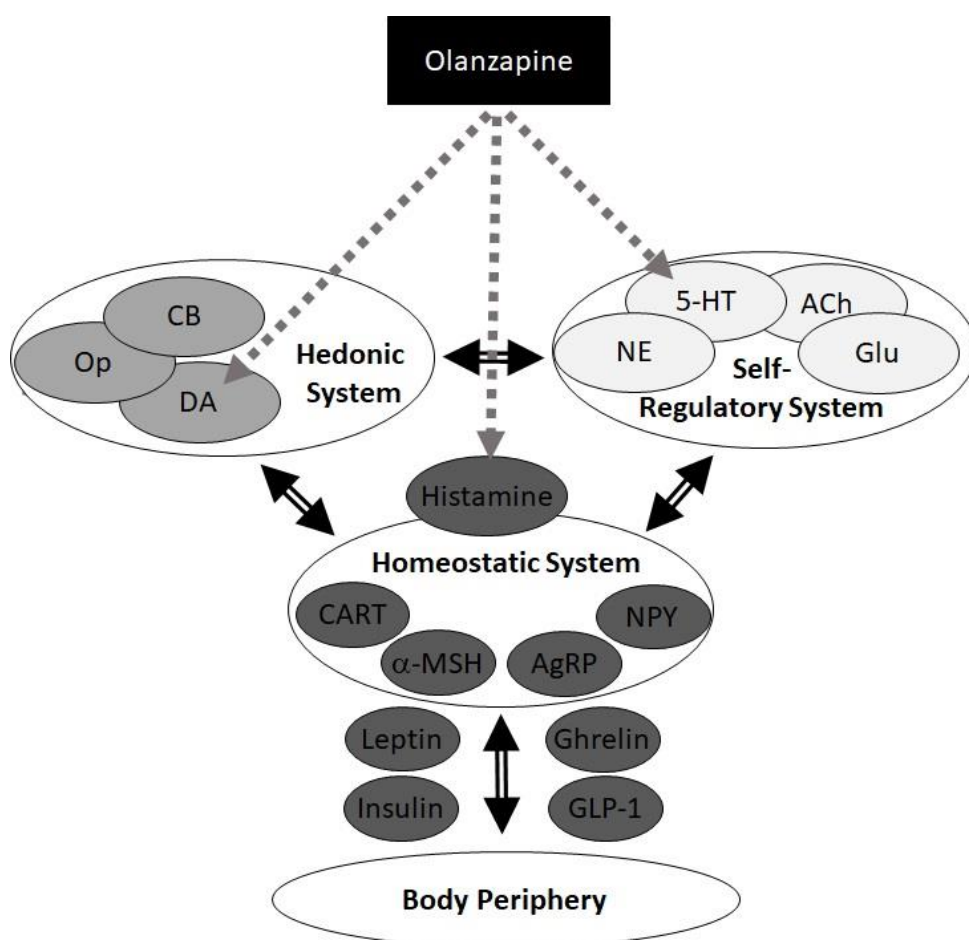 Olanzapine
CB
Op
DA
Hedonic
System
5-HT
ACh
NE
Glu
Self-
Regulatory System
Histamine
Homeostatic System
CART
NPY
α-MSH
AgRP
Leptin
Ghrelin
Insulin
GLP-1
Body Periphery